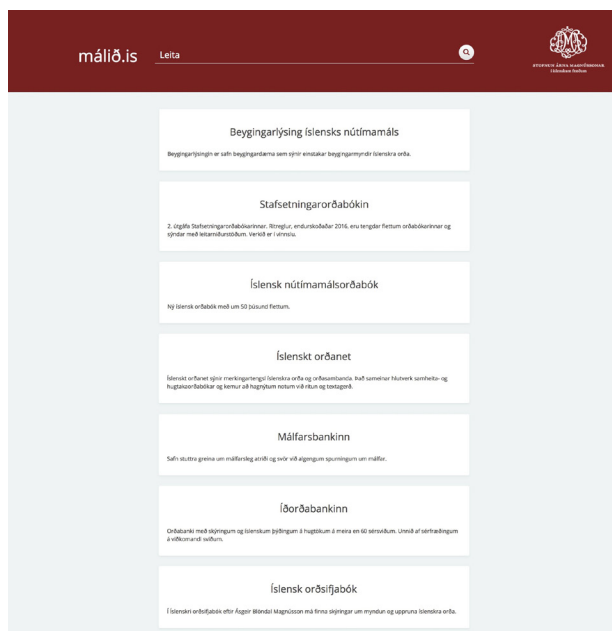 málið.is
Leita
STOFNUN ÁRNA MAGNÚSSONAR
í íslenskum fræðum
Beygingarlýsing íslensks nútímamáls
Beygingarlýsingin er safn beygingardæma sem sýnir einstakar beygingarmyndir íslenskra orða.
Stafsetningarorðabókin
2. útgáfa Stafsetningarorðabókarinnar. Ritreglur, endurskoðaðar 2016, eru tengdar flettum orðabókarinnar og
sýndar með leitarniðurstöðum. Verkið er í vinnslu.
Íslensk nútímamálsorðabók
Ný íslensk orðabók með um 50 þúsund flettum.
Íslenskt orðanet
Íslenskt orðanet sýnir merkingartengsl íslenskra orða og orðasambanda. Það sameinar hlutverk samheita- og
hugtakaorðabókar og kemur að hagnýtum notum við ritun og textagerð.
Málfarsbankinn
Safn stuttra greina um málfarsleg atriði og svör við algengum spurningum um málfar.
Íðorðabankinn
Orðabanki með skýringum og íslenskum þýðingum á hugtökum á meira en 60 sérsviðum. Unnið af sérfræðingum
á viðkomandi sviðum.
Íslensk orðsifjabók
Í Íslenskri orðsifjabók eftir Ásgeir Blöndal Magnússon má finna skýringar um myndun og uppruna íslenskra orða.